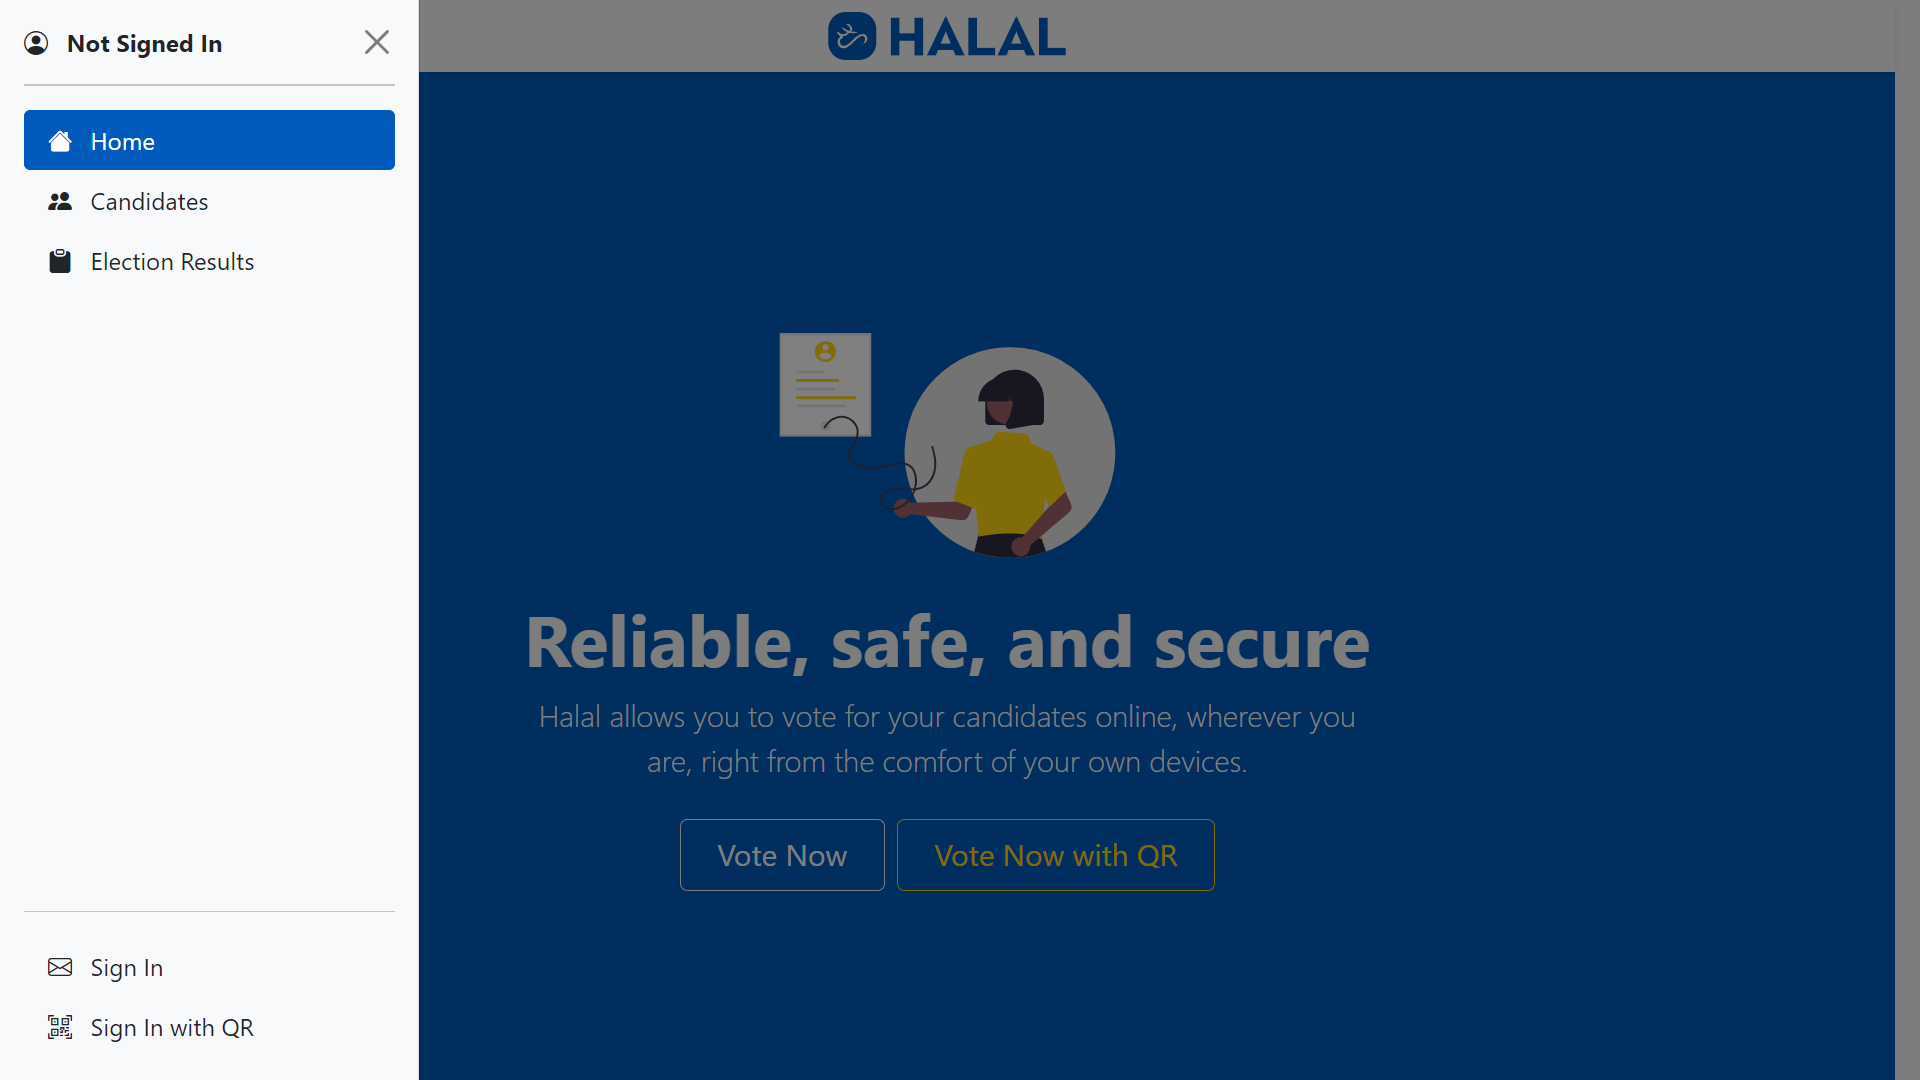 Not Signed In
HALAL
Home
Candidates
Election Results
Reliable, safe, and secure
Halal allows you to vote for your candidates online, wherever you
are, right from the comfort of your own devices.
Vote Now
Vote Now with QR
Sign In
Sign In with QR